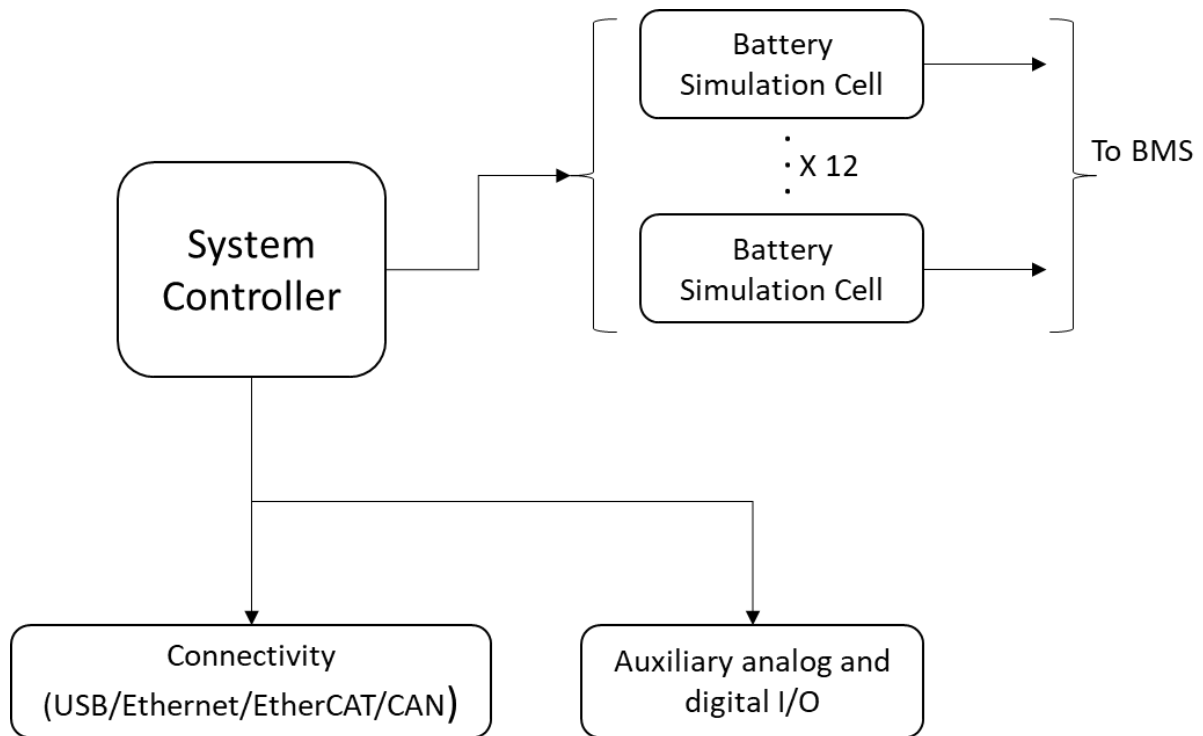 Battery
Simulation Cell
X 12
To BMS
Battery
Simulation Cell
System
Controller
Connectivity
(USB/Ethernet/EtherCAT/CAN)
Auxiliary analog and
digital I/O